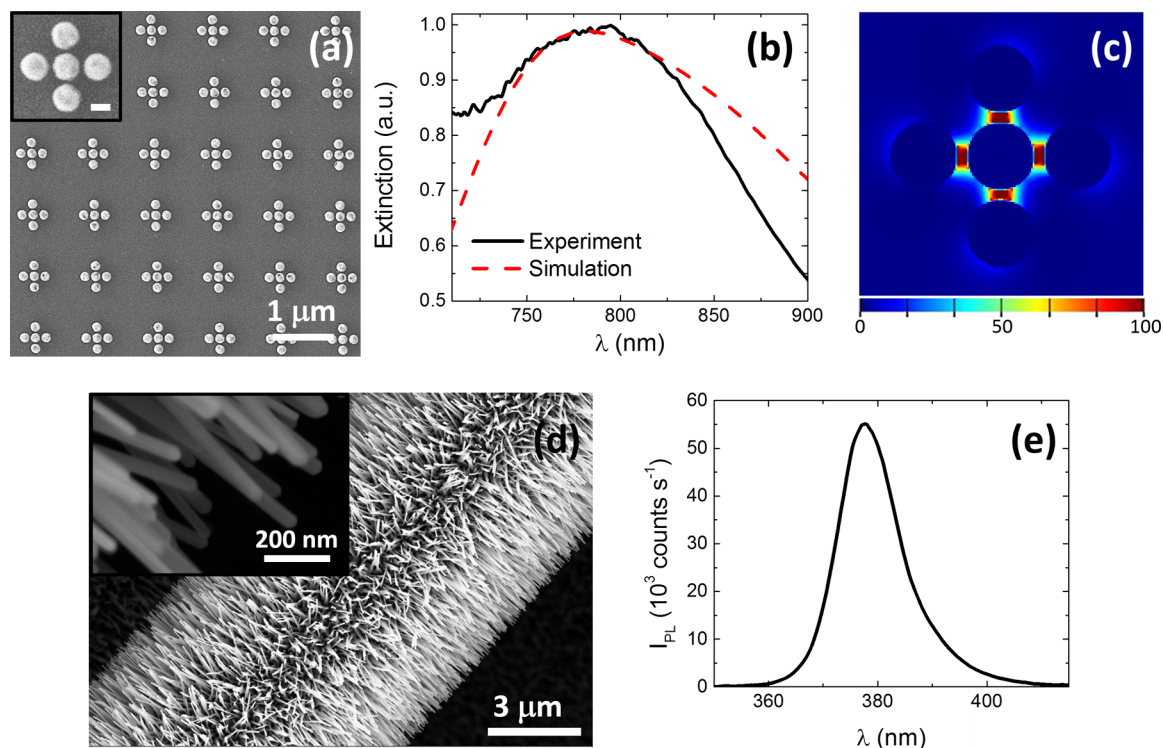 (a)
1 μm
(b)
1.0
0.9
0.8
0.7
0.6
0.5
Extinction (a.u.)
Experiment
Simulation
750
800
850
900
λ (nm)
(c)
0
50
100
(d)
200 nm
3 μm
(e)
60
50
40
30
20
10
0
I_PL (10³ counts s⁻¹)
360
380
400
λ (nm)